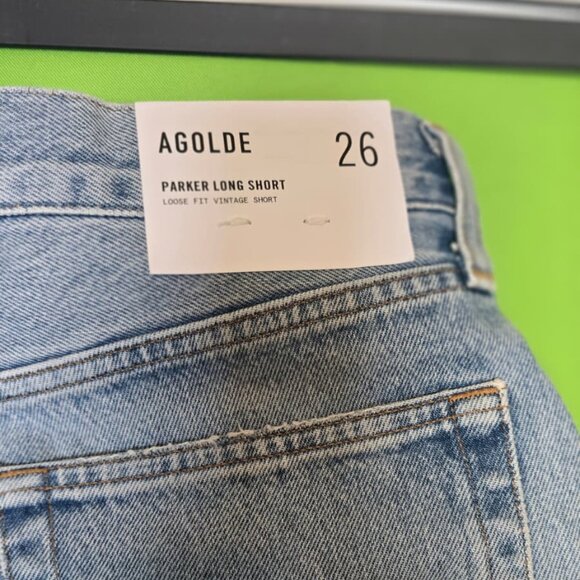 AGOLDE 26
PARKER LONG SHORT
LOOSE FIT VINTAGE SHORT